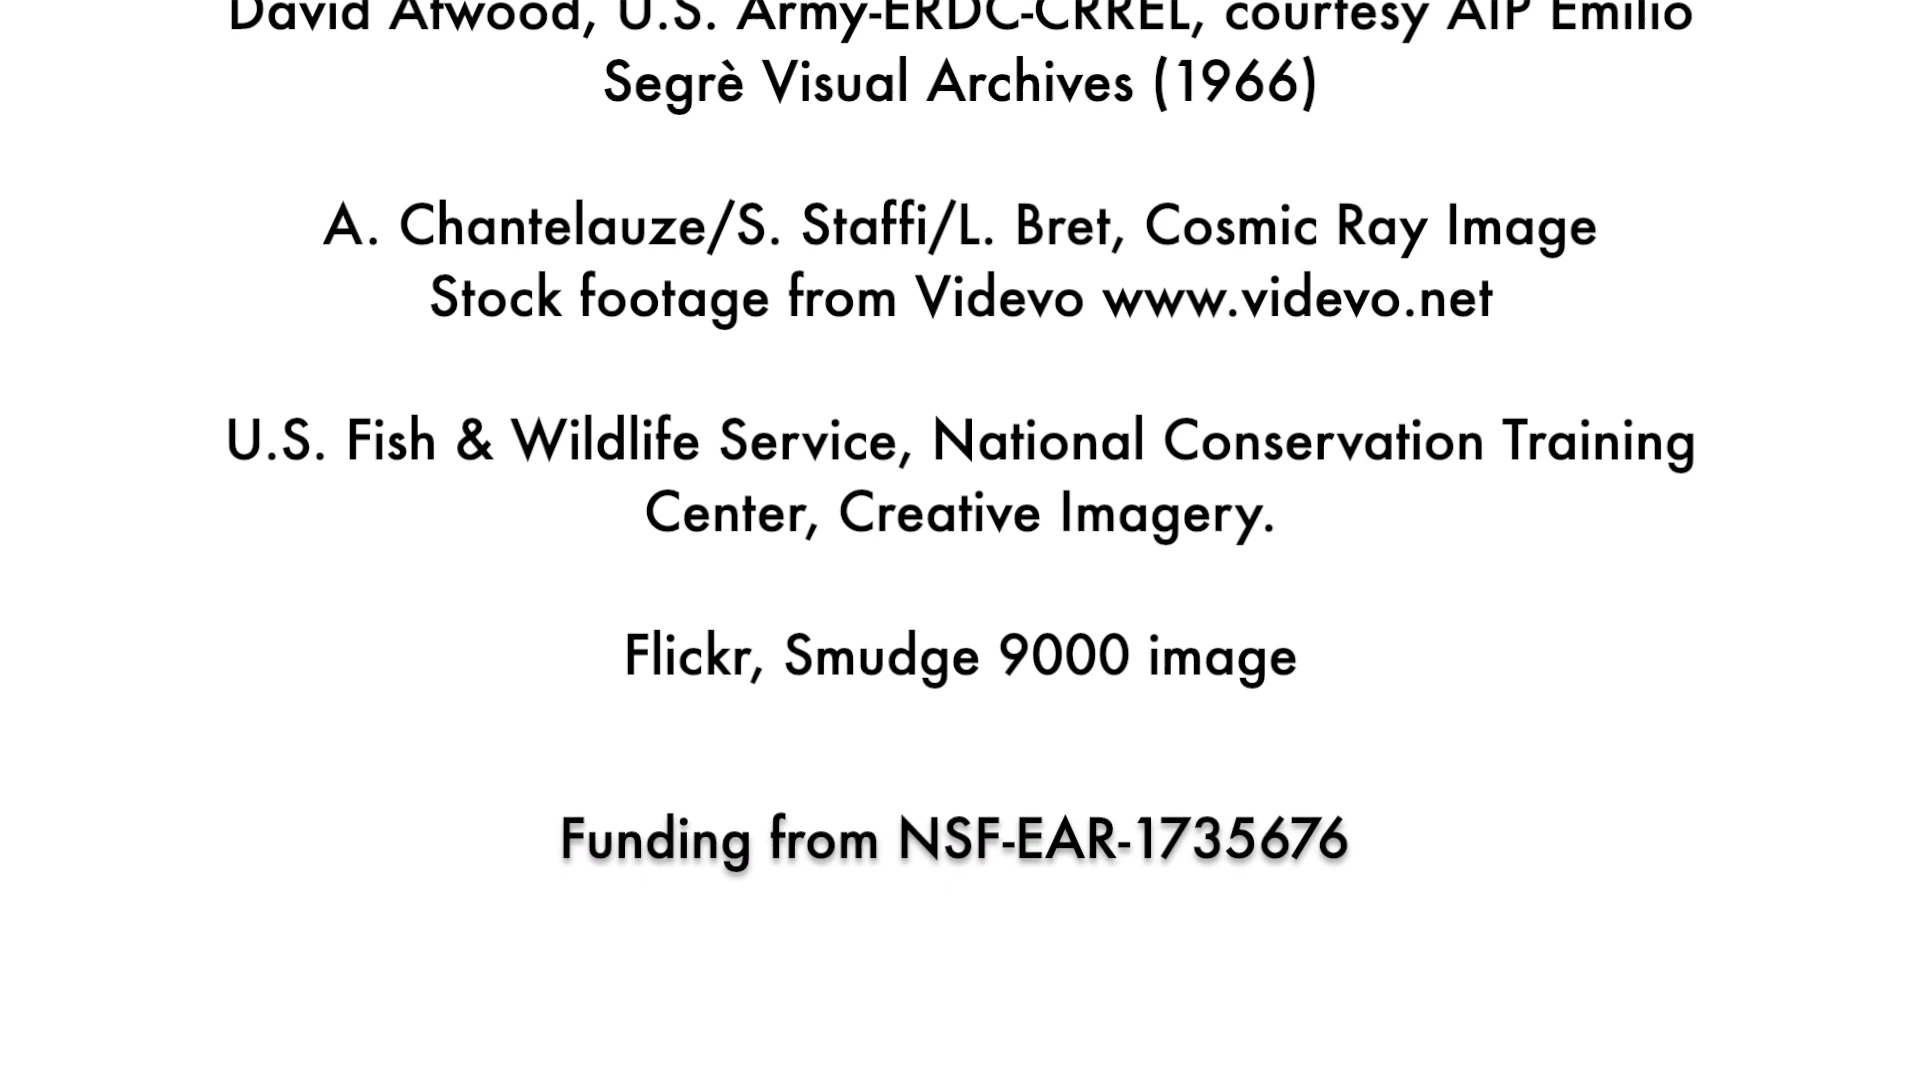 David Atwood, U.S. Army-ERDC-CRREL, courtesy AIP Emilio
Segrè Visual Archives (1966)
A. Chantelauze/S. Staffi/L. Bret, Cosmic Ray Image
Stock footage from Videvo www.videvo.net
U.S. Fish & Wildlife Service, National Conservation Training
Center, Creative Imagery.
Flickr, Smudge 9000 image
Funding from NSF-EAR-1735676